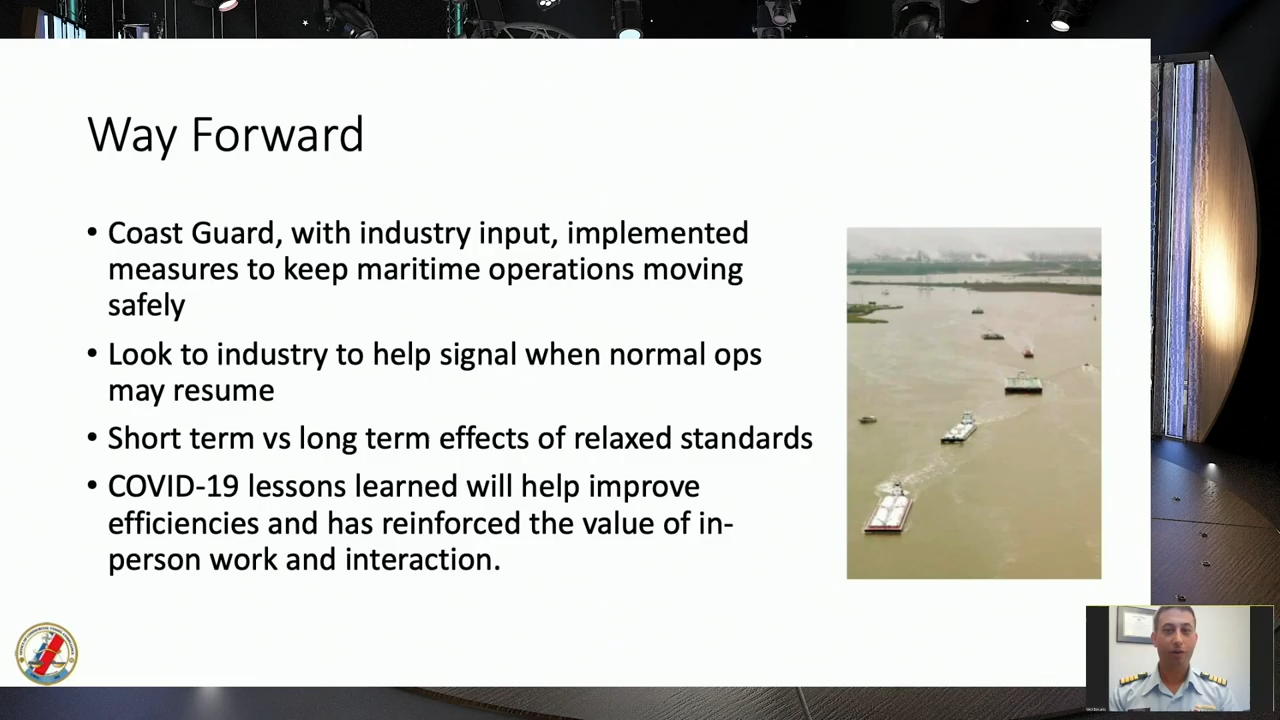 Way Forward
• Coast Guard, with industry input, implemented
measures to keep maritime operations moving
safely
• Look to industry to help signal when normal ops
may resume
• Short term vs long term effects of relaxed standards
• COVID-19 lessons learned will help improve
efficiencies and has reinforced the value of in-
person work and interaction.